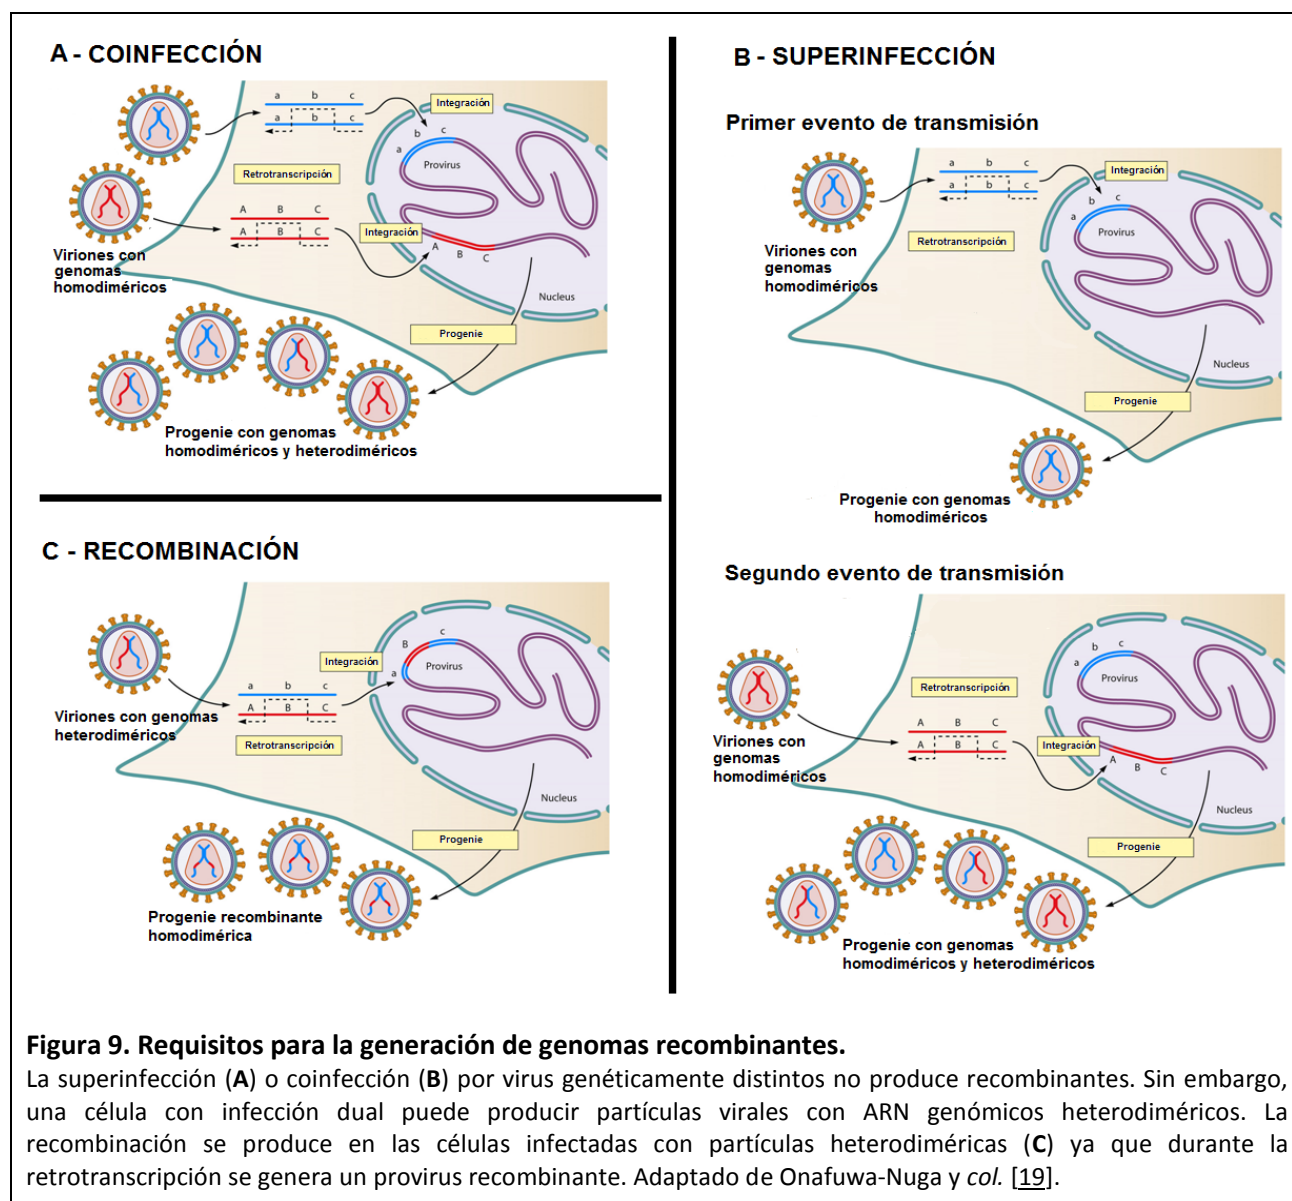 A - COINFECCIÓN
a b c
a b c
Integración
a b c
Provirus
Retrotranscripción
A B C
A B C
Integración
A B C
Viriones con
genomas
homodiméricos
Nucleus
Progenie
Progenie con genomas
homodiméricos y heterodiméricos
B - SUPERINFECCIÓN
Primer evento de transmisión
a b c
a b c
Integración
a b c
Provirus
Retrotranscripción
Viriones con
genomas
homodiméricos
Nucleus
Progenie
Progenie con genomas
homodiméricos
Segundo evento de transmisión
a b c
Provirus
Retrotranscripción
A B C
A B C
Integración
A B C
Viriones con
genomas
homodiméricos
Nucleus
Progenie
Progenie con genomas
homodiméricos y heterodiméricos
C - RECOMBINACIÓN
a B c
Provirus
Integración
a b c
A B C
Viriones con genomas
heterodiméricos
Retrotranscripción
Nucleus
Progenie
Progenie recombinante
homodimérica
Figura 9. Requisitos para la generación de genomas recombinantes.
La superinfección (A) o coinfección (B) por virus genéticamente distintos no produce recombinantes. Sin embargo,
una célula con infección dual puede producir partículas virales con ARN genómicos heterodiméricos. La
recombinación se produce en las células infectadas con partículas heterodiméricas (C) ya que durante la
retrotranscripción se genera un provirus recombinante. Adaptado de Onafuwa-Nuga y col. [19].